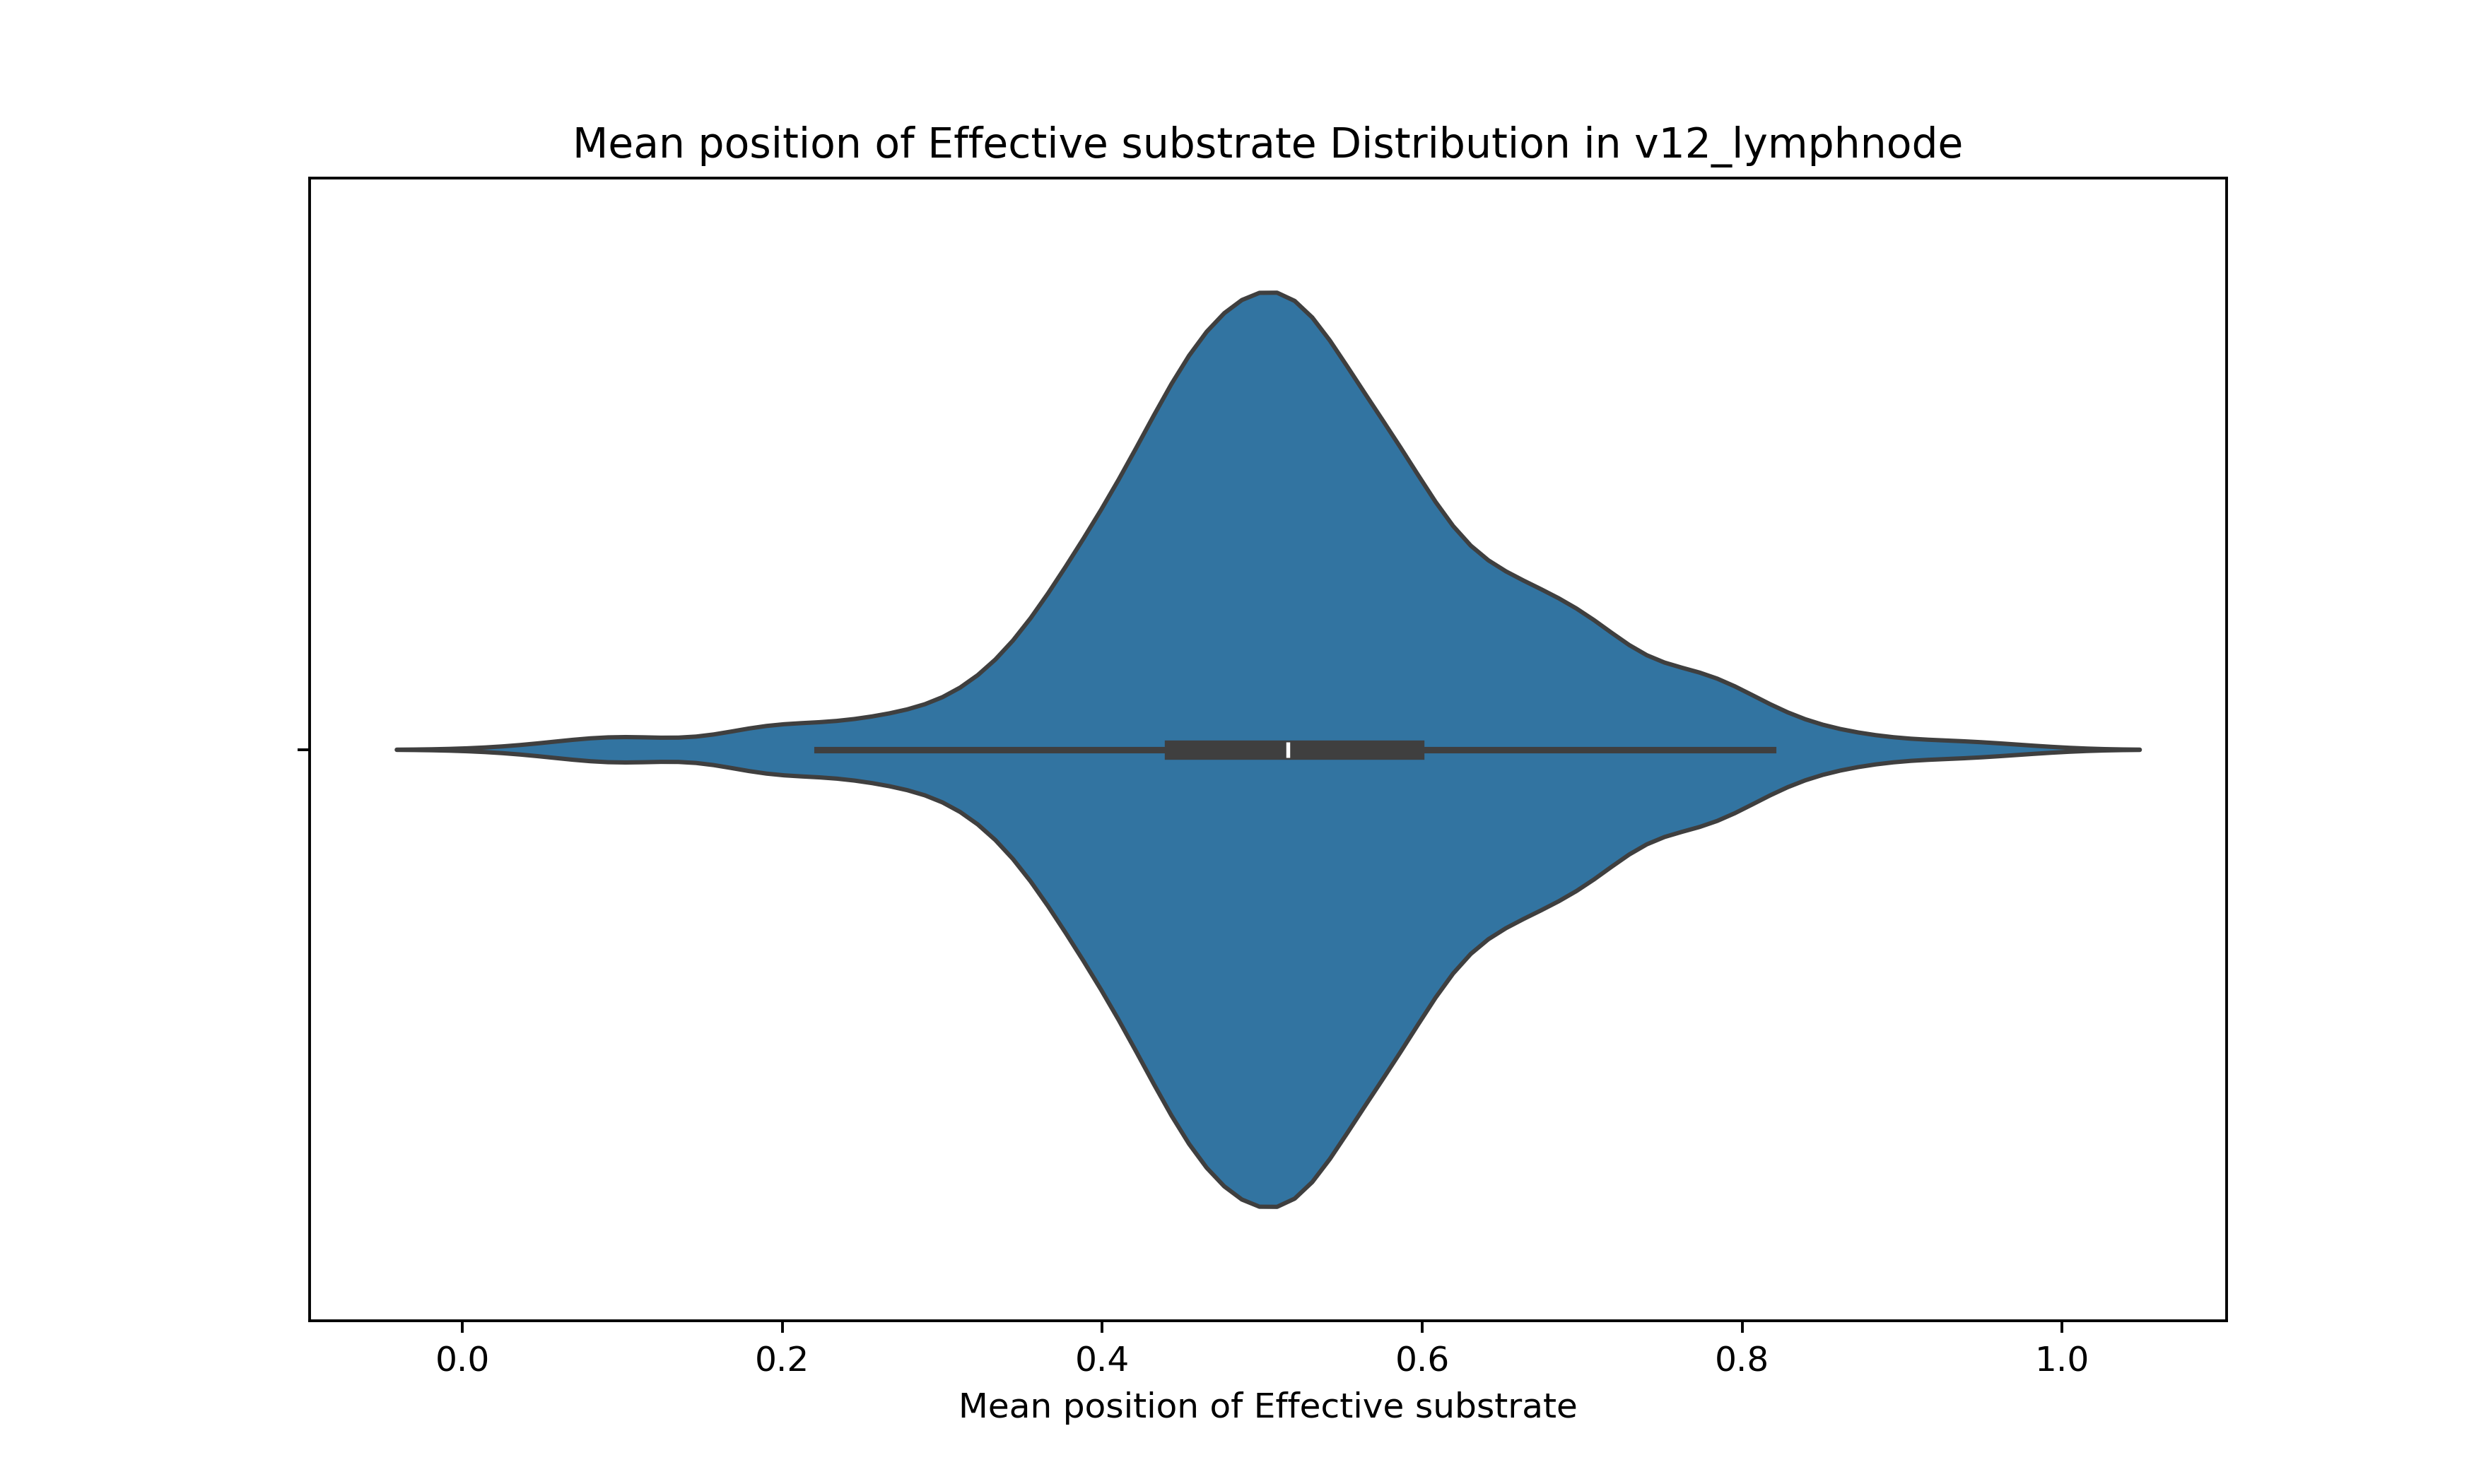 Mean position of Effective substrate Distribution in v12_lymphnode
0.0 0.2 0.4 0.6 0.8 1.0
Mean position of Effective substrate